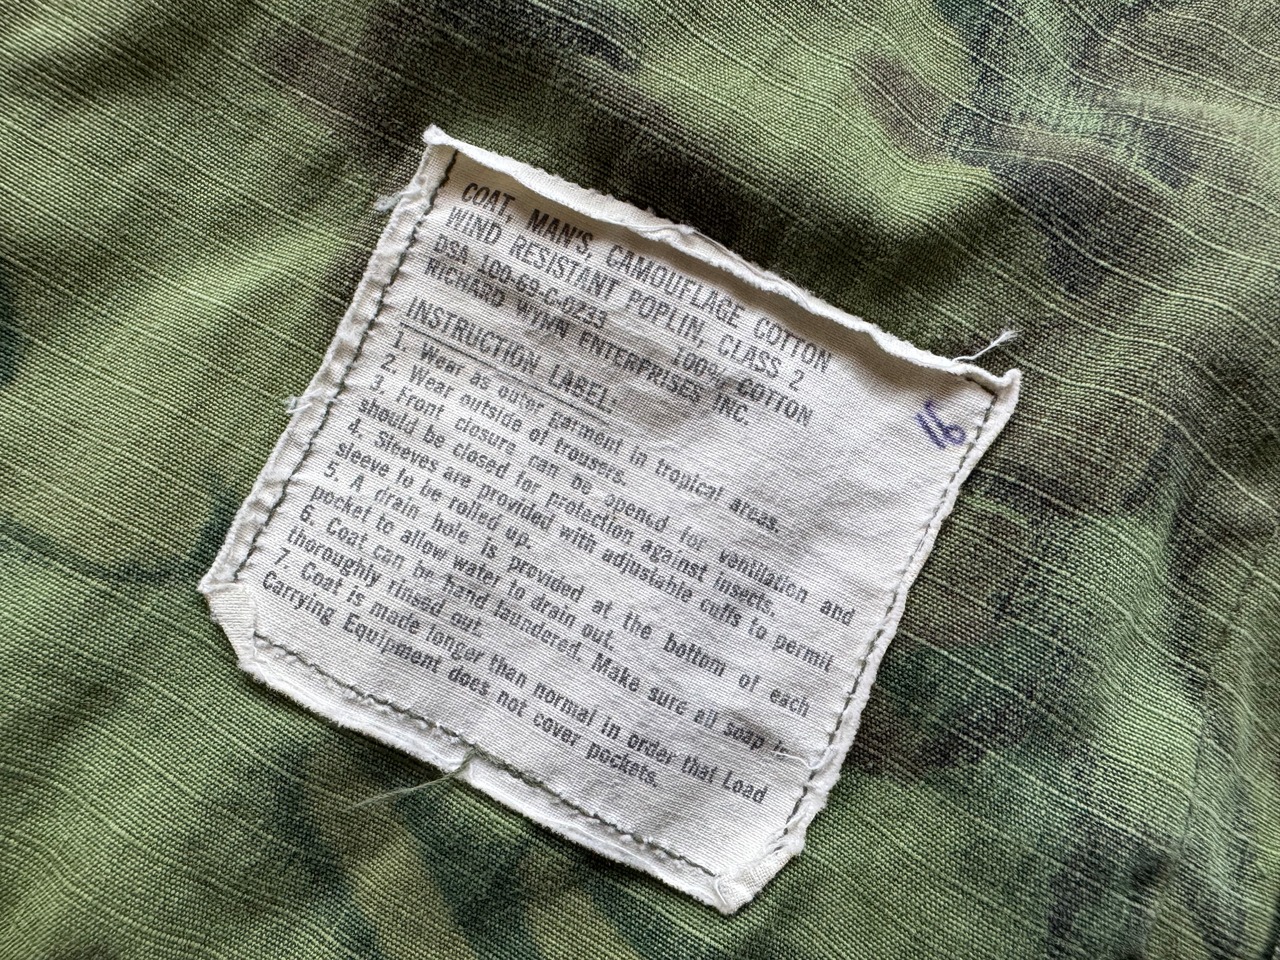 COAT, MAN'S, CAMOUFLAGE COTTON
WIND RESISTANT POPLIN, CLASS 2
DSA 100-69-C-0233 100% COTTON
RICHARD WYNN ENTERPRISES INC.
INSTRUCTION LABEL:
1. Wear as outer garment in tropical areas.
2. Wear outside of trousers.
3. Front closure can be opened for ventilation and
should be closed for protection against insects.
4. Sleeves are provided with adjustable cuffs to permit
sleeve to be rolled up.
5. A drain hole is provided at the bottom of each
pocket to allow water to drain out.
6. Coat can be hand laundered. Make sure all soap is
thoroughly rinsed out.
7. Coat is made longer than normal in order that Load
Carrying Equipment does not cover pockets.
16